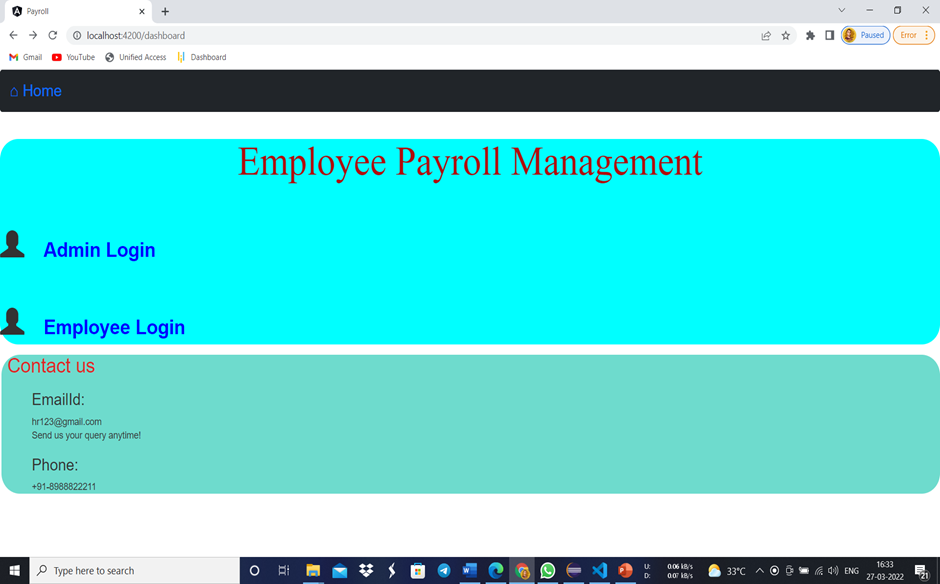 Payroll
localhost:4200/dashboard
Paused
Error
Gmail YouTube Unified Access Dashboard
Home
Employee Payroll Management
Admin Login
Employee Login
Contact us
EmailId:
hr123@gmail.com
Send us your query anytime!
Phone:
+91-8988822211
Type here to search
U: 0.06 kB/s
D: 0.07 kB/s
33°C
ENG
16:33
27-03-2022
21